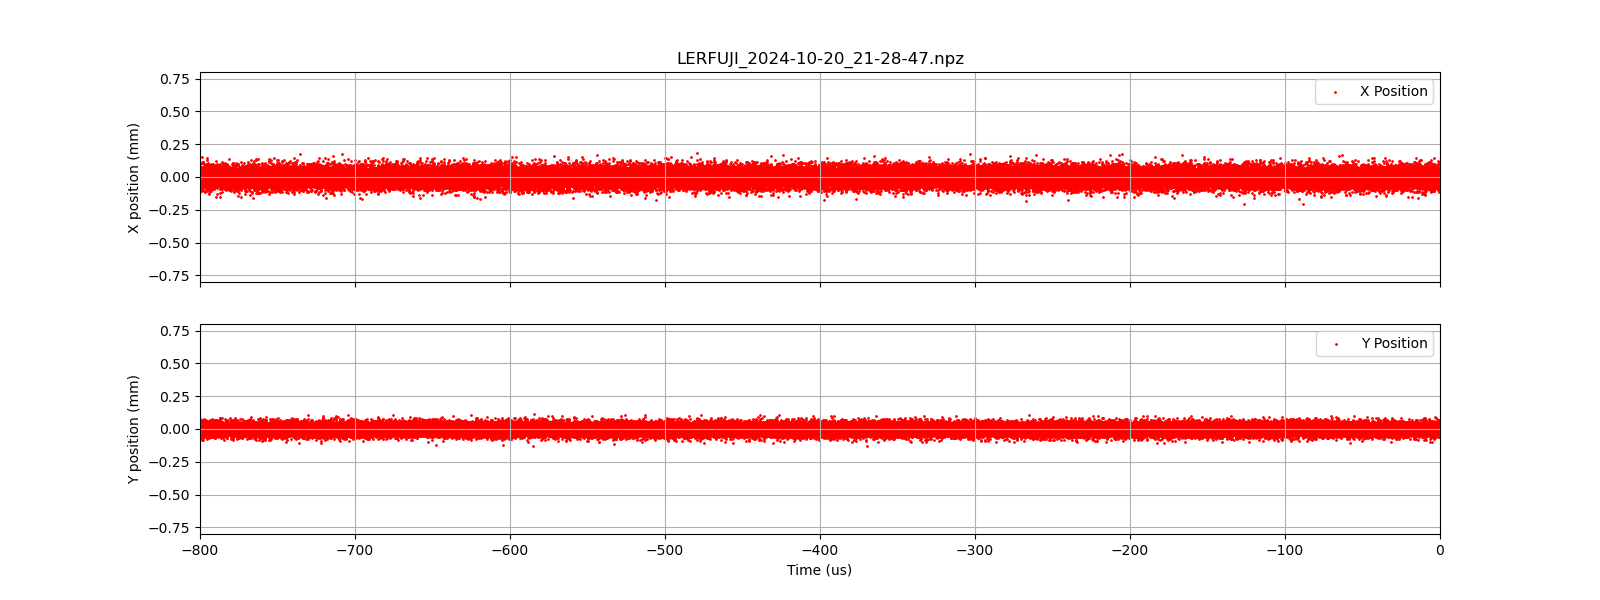 LERFUJI_2024-10-20_21-28-47.npz
0.75
0.50
0.25
0.00
−0.25
−0.50
−0.75
X position (mm)
X Position
0.75
0.50
0.25
0.00
−0.25
−0.50
−0.75
Y position (mm)
Y Position
−800 −700 −600 −500 −400 −300 −200 −100 0
Time (us)